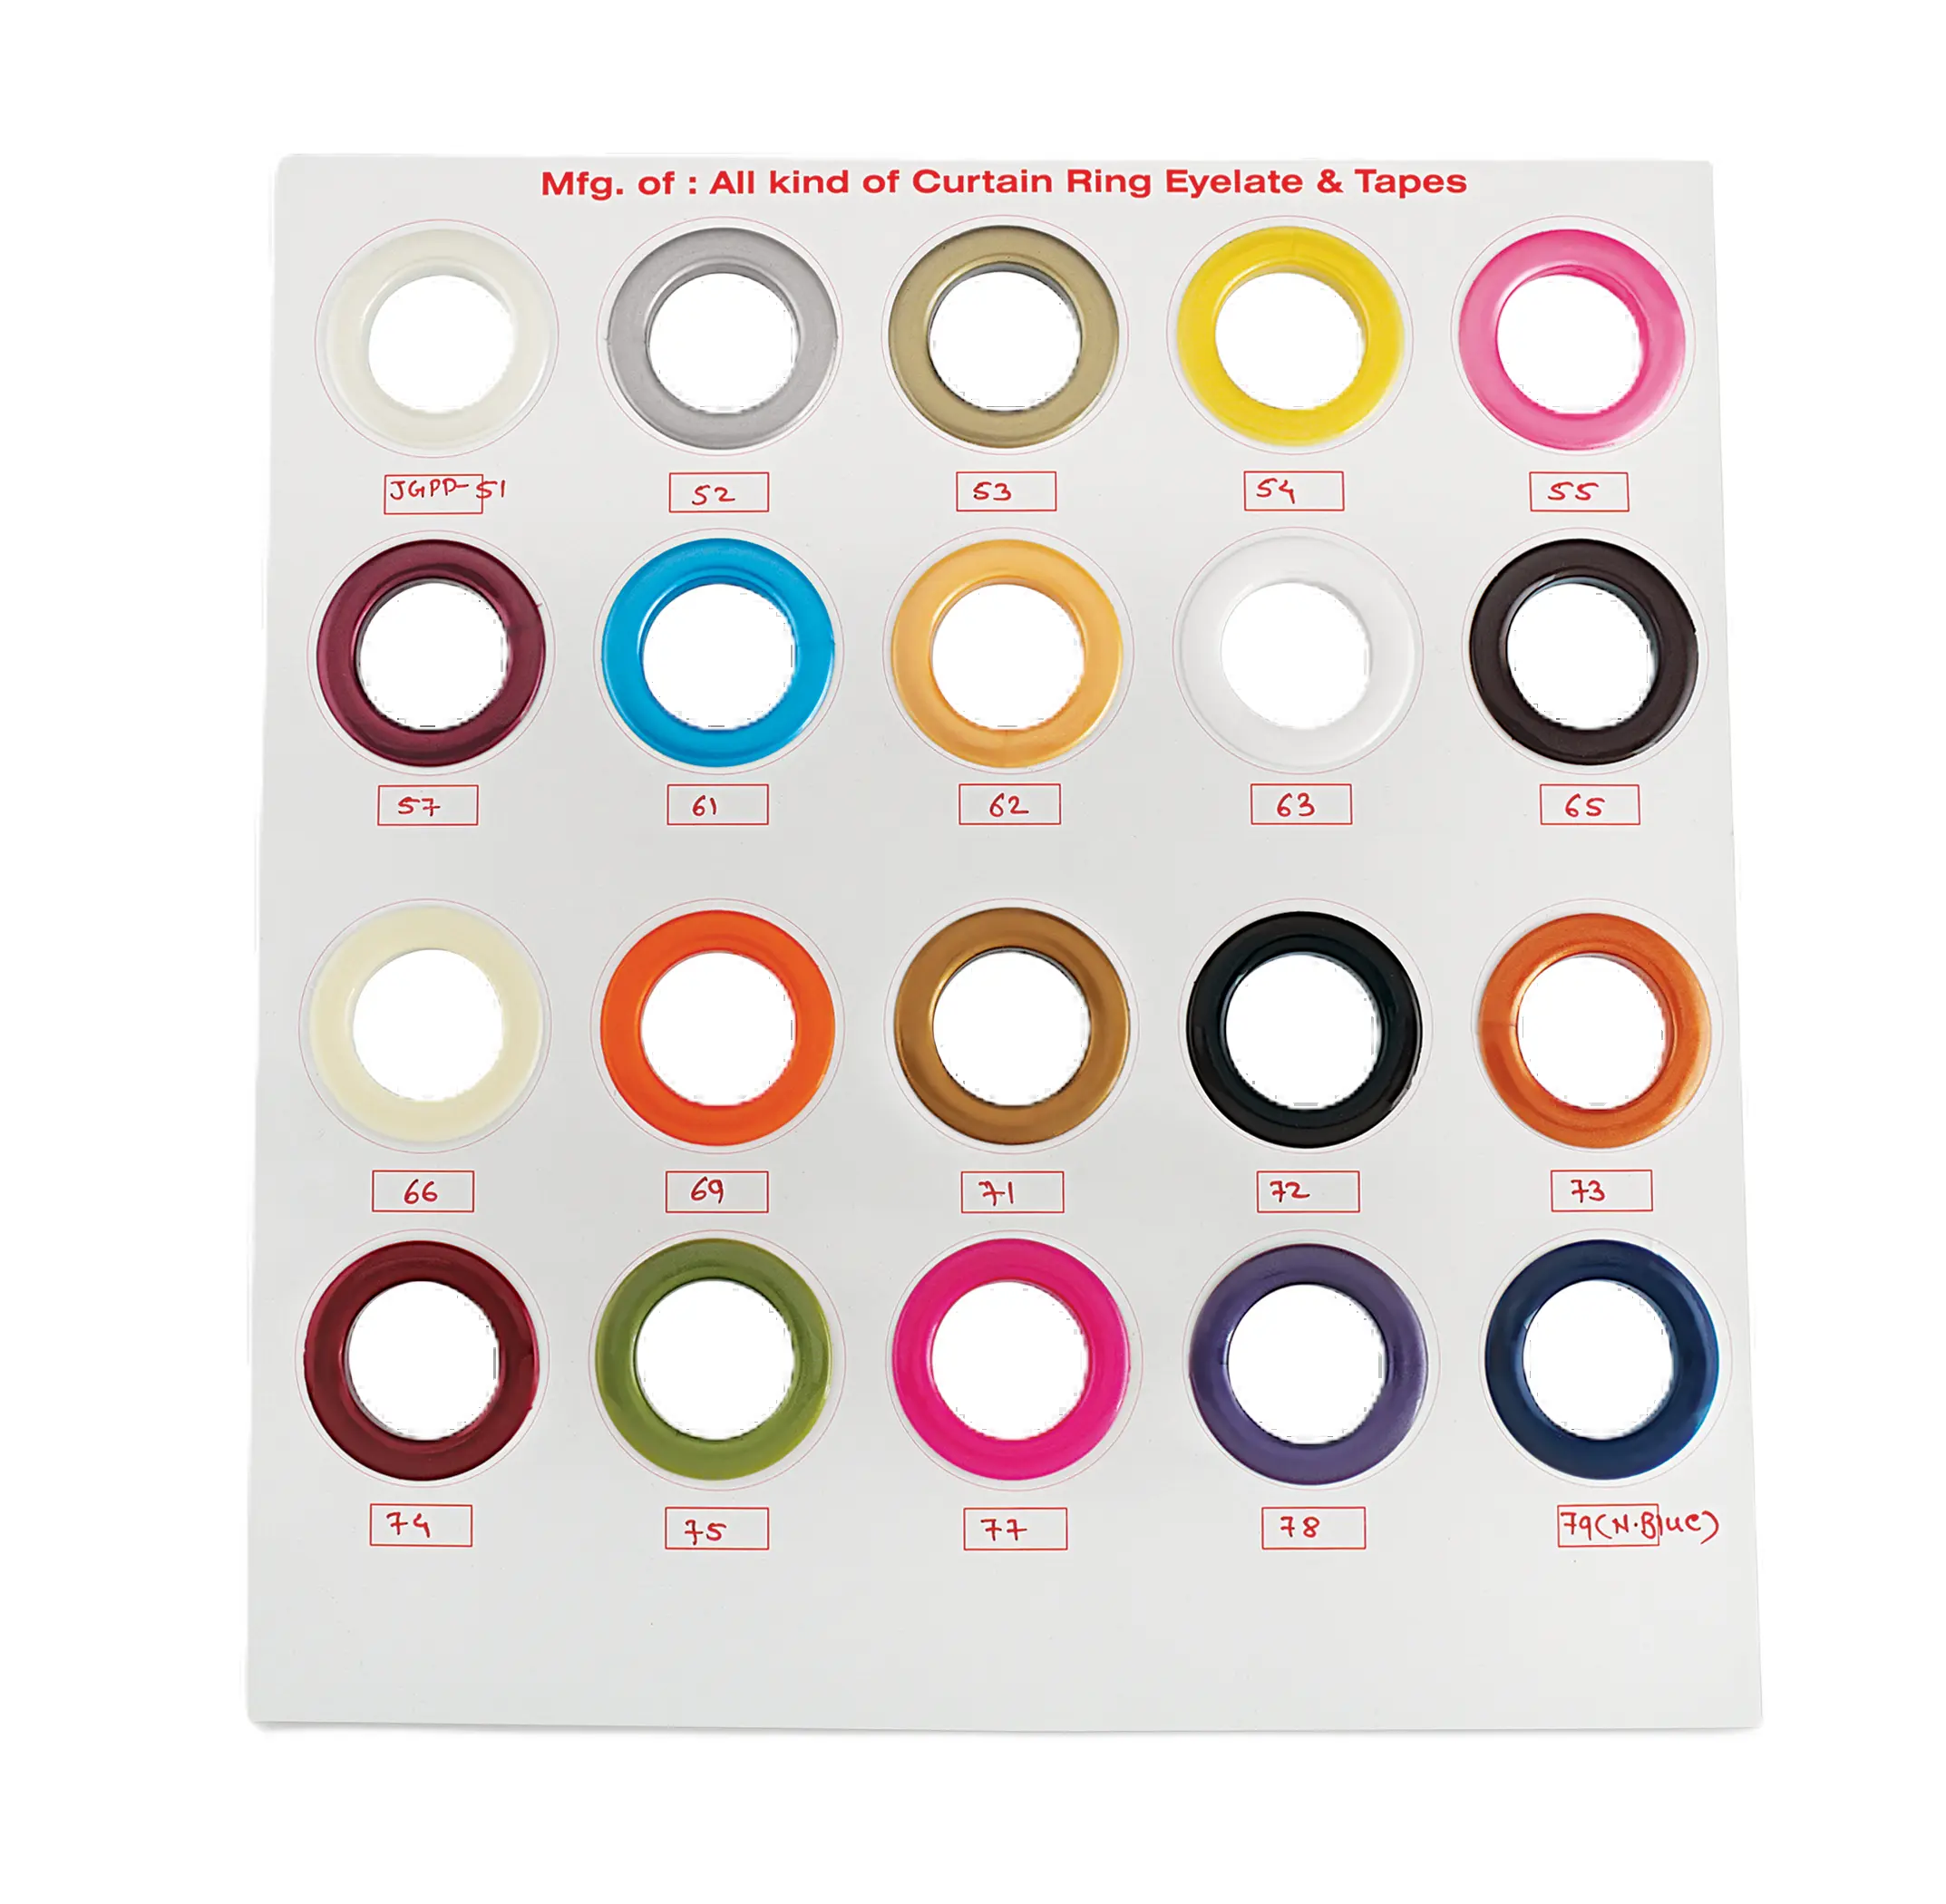 Mfg. of : All kind of Curtain Ring Eyelate & Tapes
JGPD-51 52 53 54 55
57 61 62 63 65
66 69 71 72 73
74 75 77 78 79(N.Blue)